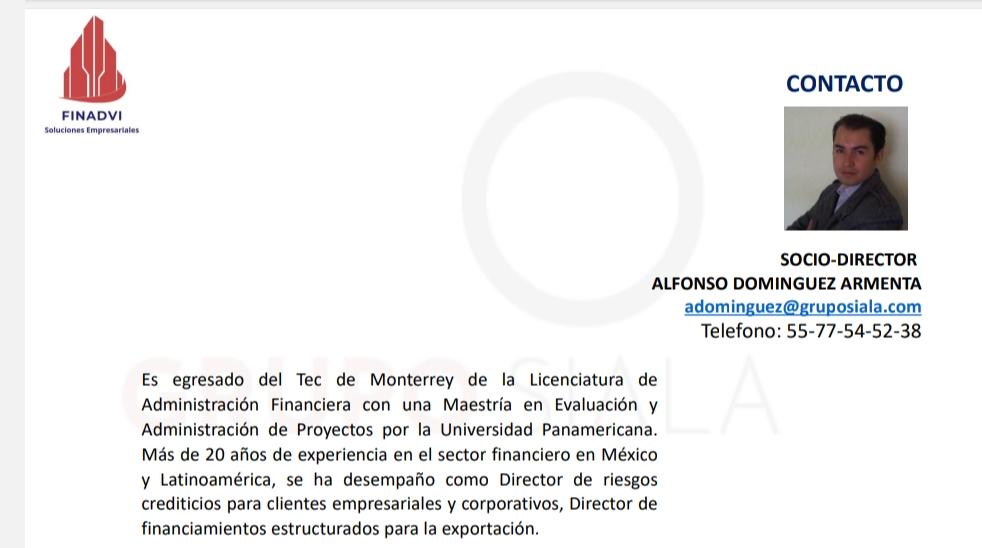 FINADVI
Soluciones Empresariales
CONTACTO
SOCIO-DIRECTOR
ALFONSO DOMINGUEZ ARMENTA
adominguez@gruposiala.com
Telefono: 55-77-54-52-38
GRUPO SIALA
Es egresado del Tec de Monterrey de la Licenciatura de
Administración Financiera con una Maestría en Evaluación y
Administración de Proyectos por la Universidad Panamericana.
Más de 20 años de experiencia en el sector financiero en México
y Latinoamérica, se ha desempaño como Director de riesgos
crediticios para clientes empresariales y corporativos, Director de
financiamientos estructurados para la exportación.